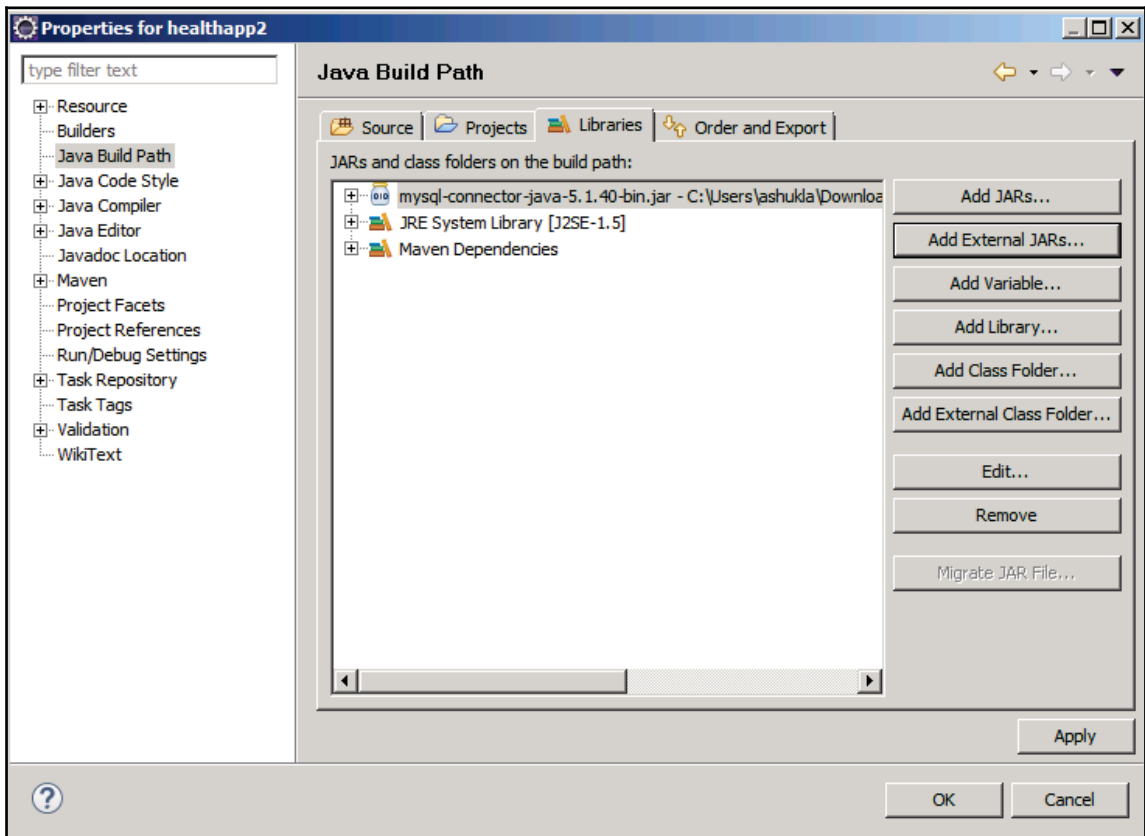 Properties for healthapp2
type filter text
Resource
Builders
Java Build Path
Java Code Style
Java Compiler
Java Editor
Javadoc Location
Maven
Project Facets
Project References
Run/Debug Settings
Task Repository
Task Tags
Validation
WikiText
Java Build Path
Source Projects Libraries Order and Export
JARs and class folders on the build path:
mysql-connector-java-5.1.40-bin.jar - C:\Users\ashukla\Downloa
JRE System Library [J2SE-1.5]
Maven Dependencies
Add JARs...
Add External JARs...
Add Variable...
Add Library...
Add Class Folder...
Add External Class Folder...
Edit...
Remove
Migrate JAR File...
Apply
OK Cancel